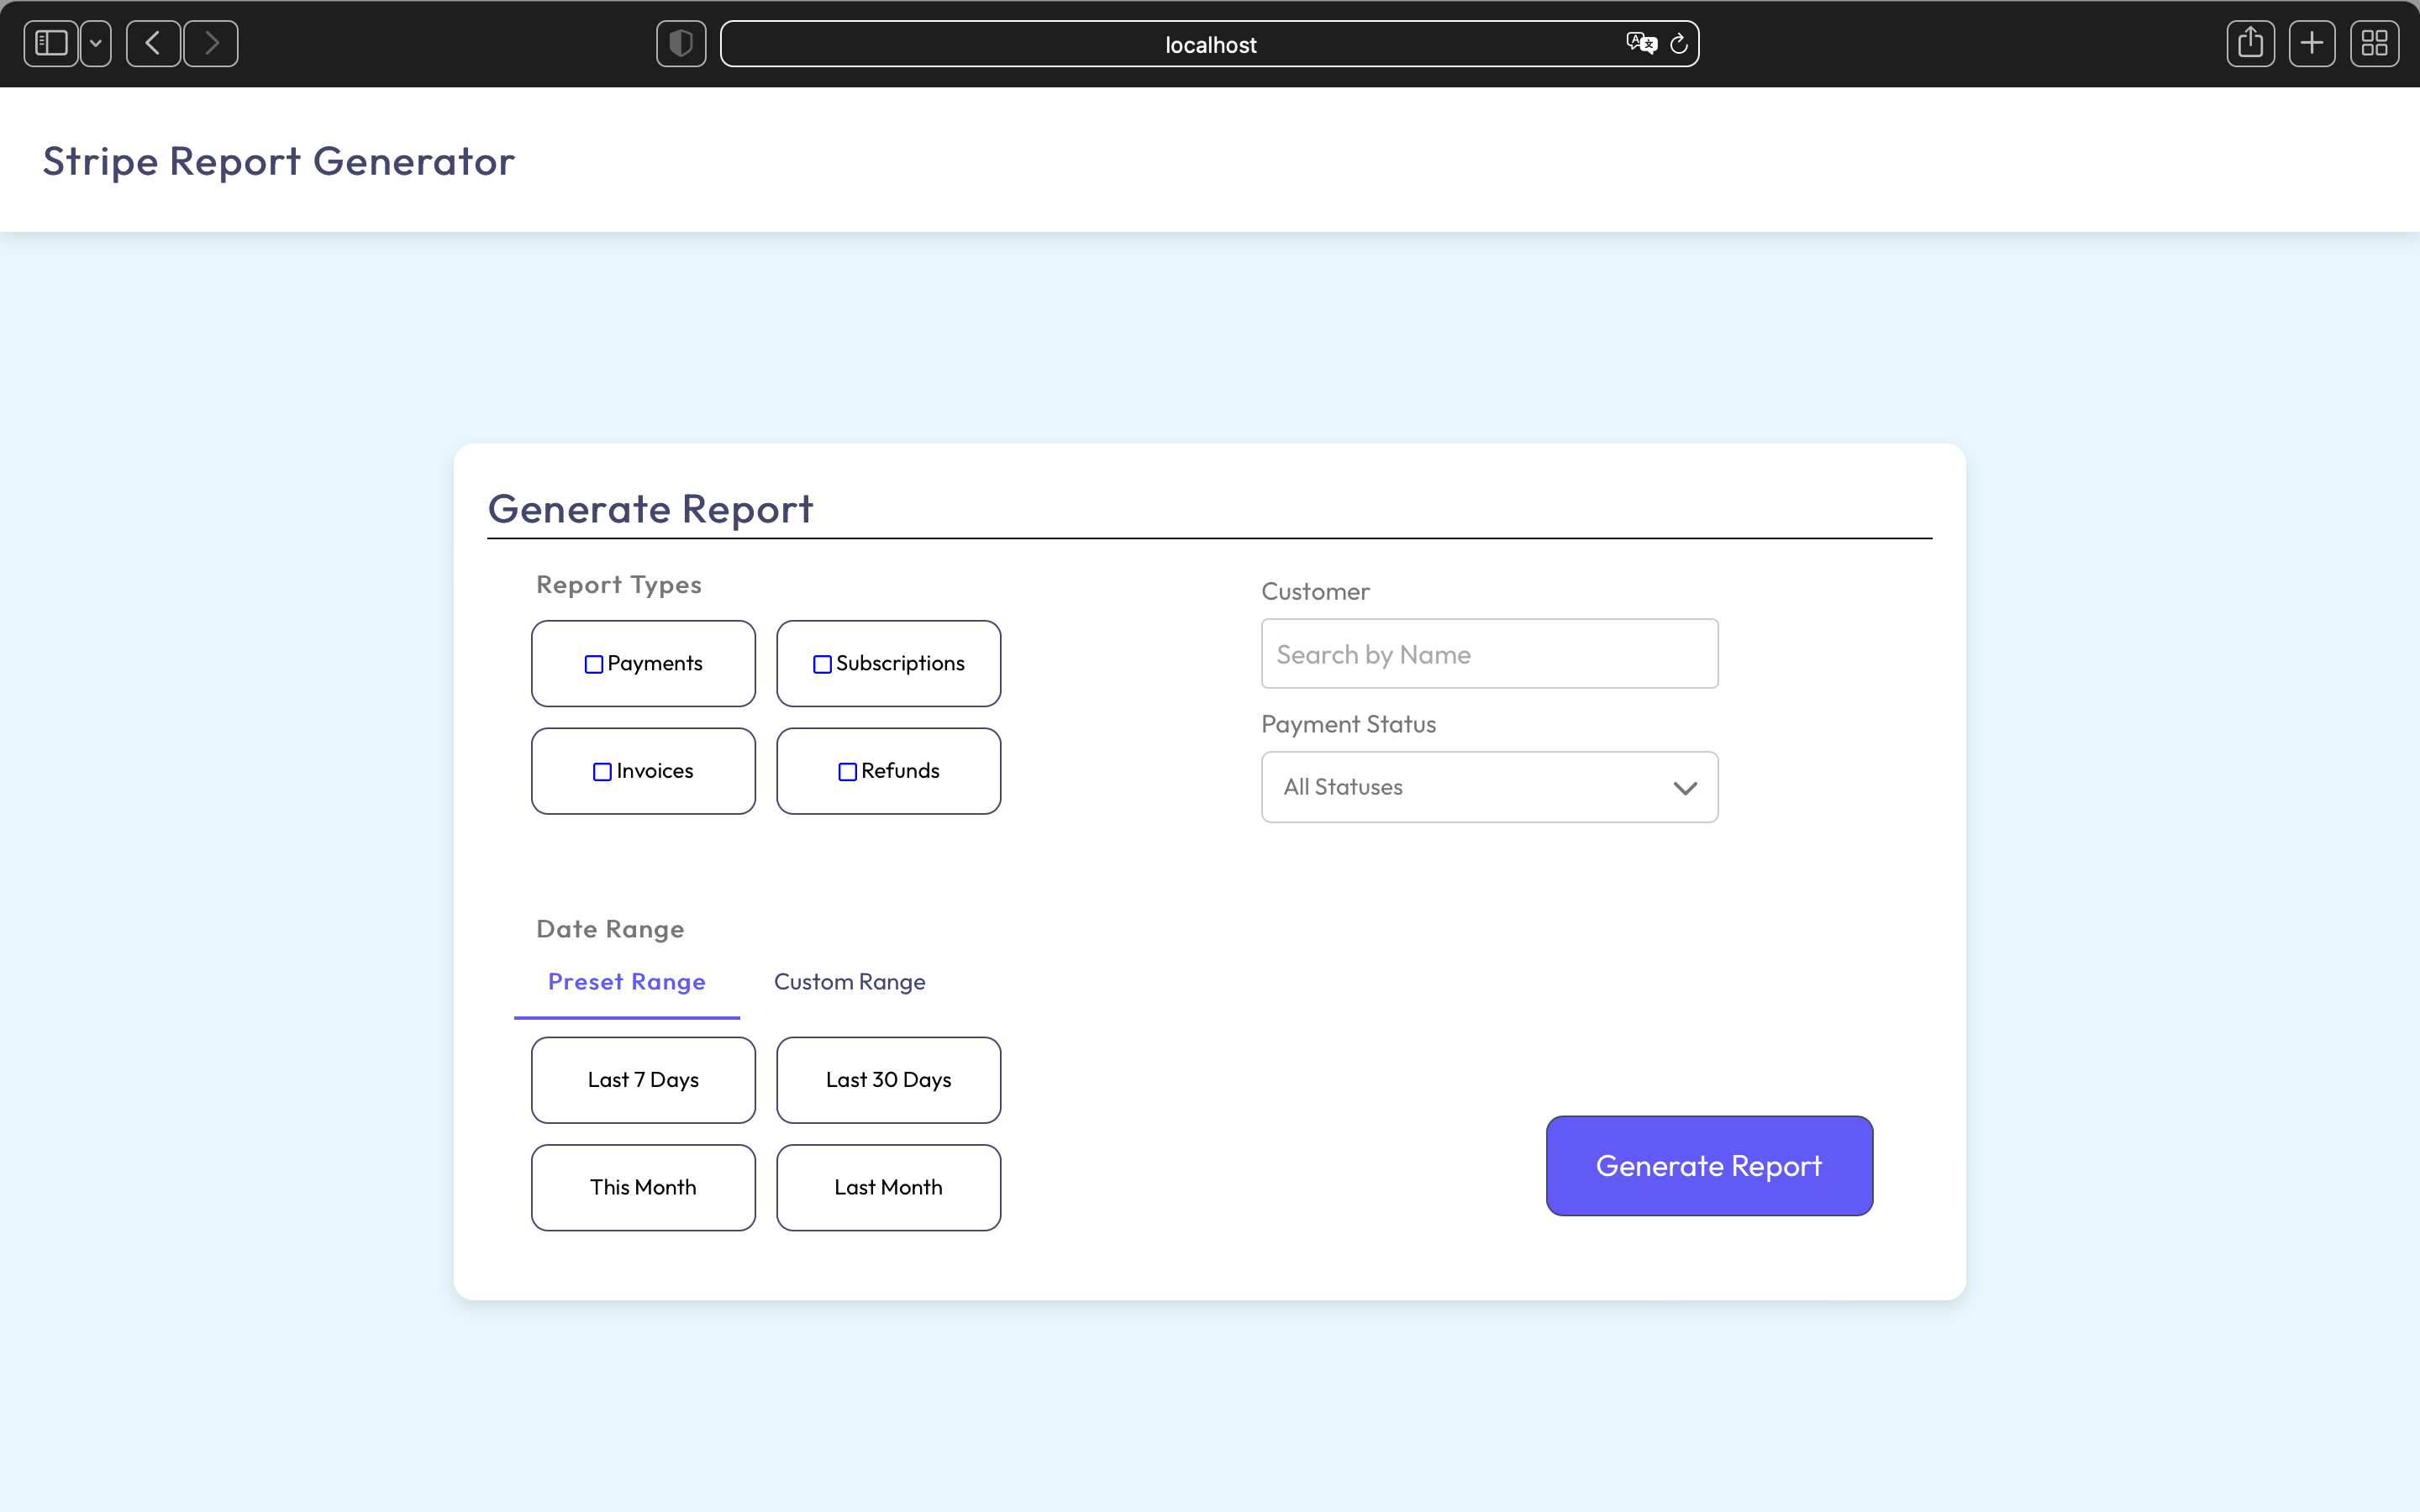 localhost
Stripe Report Generator
Generate Report
Report Types
Payments
Subscriptions
Invoices
Refunds
Customer
Search by Name
Payment Status
All Statuses
Date Range
Preset Range
Custom Range
Last 7 Days
Last 30 Days
This Month
Last Month
Generate Report